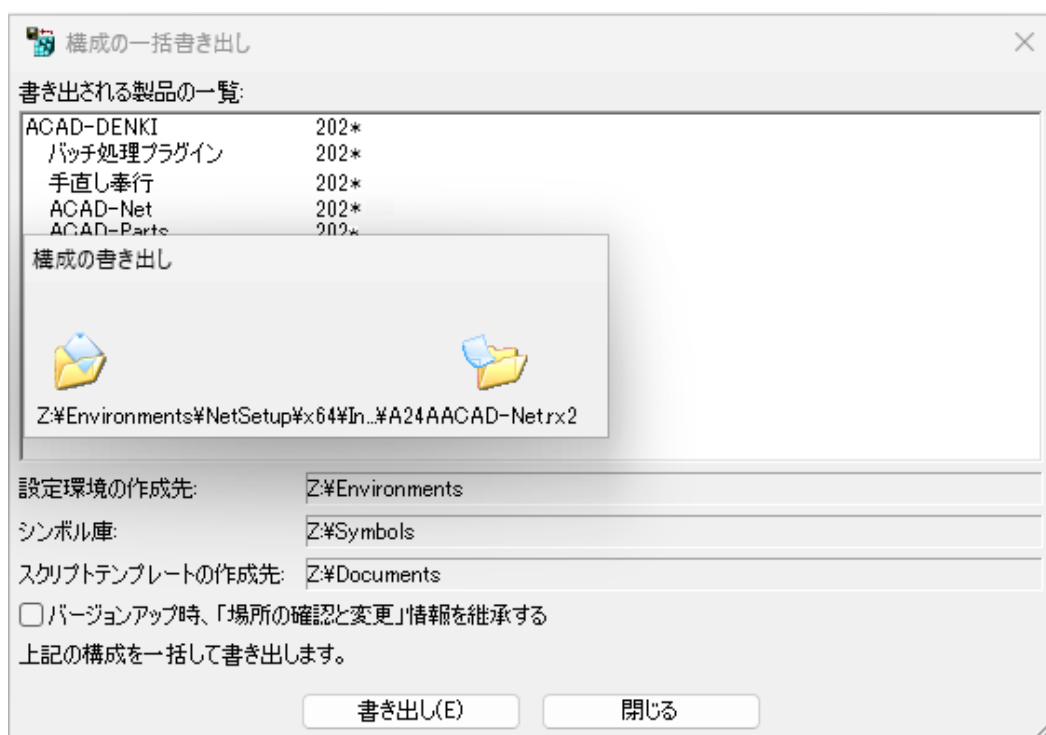 構成の一括書き出し
書き出される製品の一覧:
ACAD-DENKI 202*
バッチ処理プラグイン 202*
手直し奉行 202*
ACAD-Net 202*
ACAD-Parts 202*
構成の書き出し
Z:¥Environments¥NetSetup¥x64¥In...¥A24AACAD-Net.rx2
設定環境の作成先: Z:¥Environments
シンボル庫: Z:¥Symbols
スクリプトテンプレートの作成先: Z:¥Documents
バージョンアップ時、「場所の確認と変更」情報を継承する
上記の構成を一括して書き出します。
書き出し(E) 閉じる